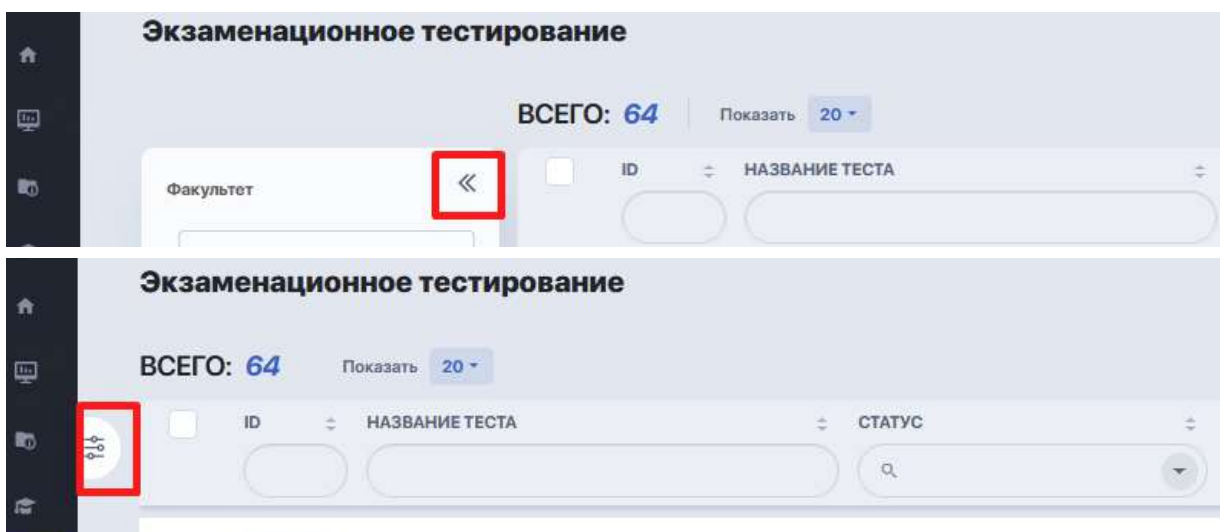 Экзаменационное тестирование
ВСЕГО: 64 Показать 20
Факультет
ID НАЗВАНИЕ ТЕСТА
Экзаменационное тестирование
ВСЕГО: 64 Показать 20
ID НАЗВАНИЕ ТЕСТА СТАТУС